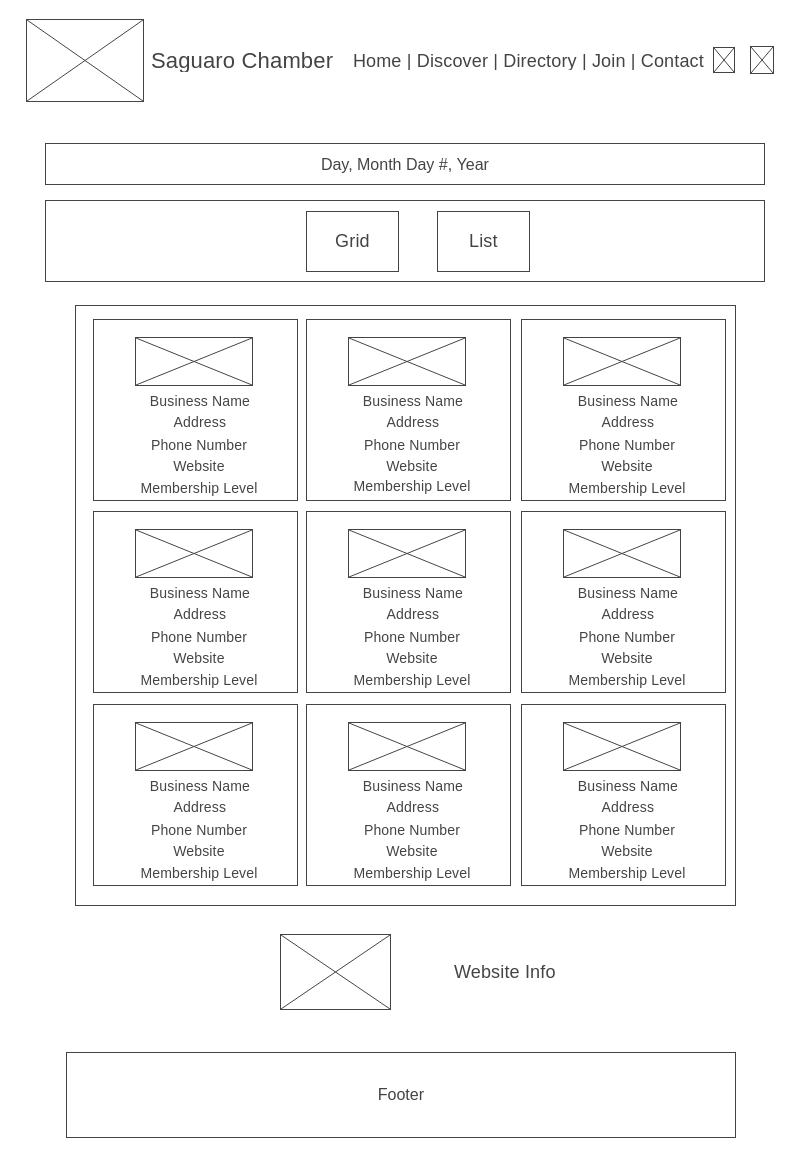 Saguaro Chamber Home | Discover | Directory | Join | Contact
Day, Month Day #, Year
Grid List
Business Name Business Name Business Name
Address Address Address
Phone Number Phone Number Phone Number
Website Website Website
Membership Level Membership Level Membership Level
Business Name Business Name Business Name
Address Address Address
Phone Number Phone Number Phone Number
Website Website Website
Membership Level Membership Level Membership Level
Business Name Business Name Business Name
Address Address Address
Phone Number Phone Number Phone Number
Website Website Website
Membership Level Membership Level Membership Level
Website Info
Footer